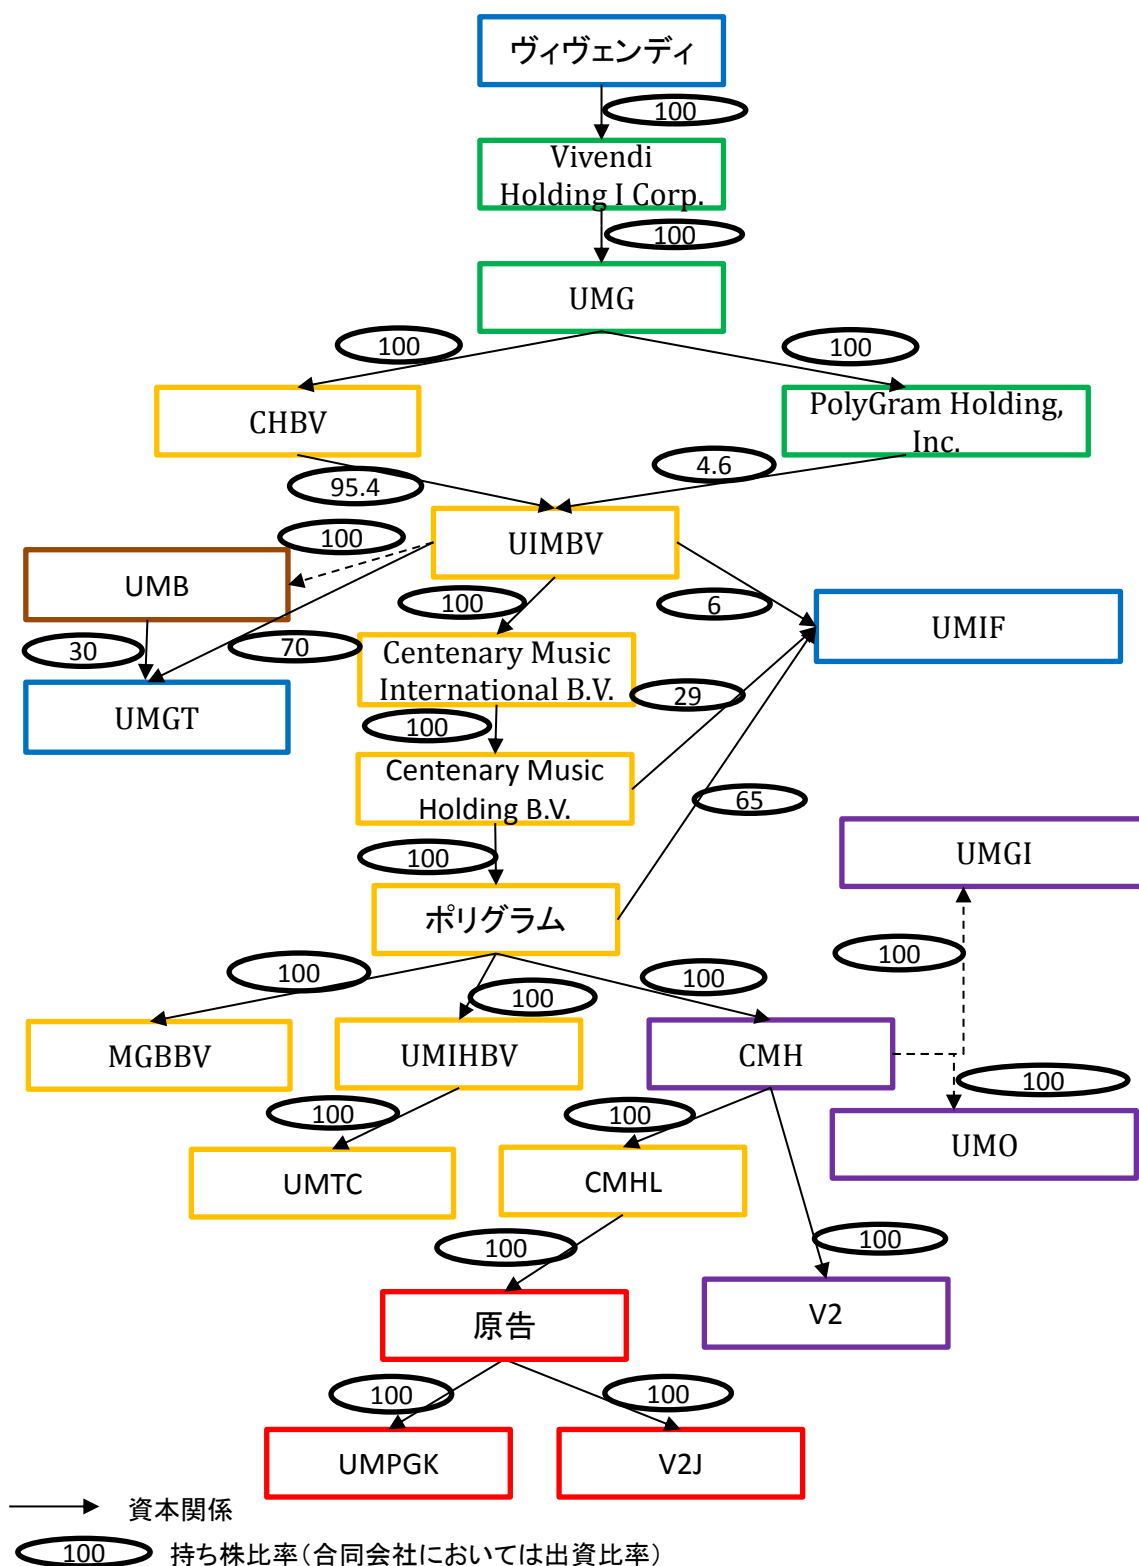 ヴィヴェンディ
100
Vivendi
Holding I Corp.
100
UMG
100
100
CHBV
PolyGram Holding,
Inc.
95.4
4.6
UIMBV
100
UMB
100
6
UMIF
30
70
Centenary Music
International B.V.
29
UMGT
100
Centenary Music
Holding B.V.
65
100
UMGI
ポリグラム
100
100
100
100
MGBBV
UMIHBV
CMH
100
100
100
UMTC
CMHL
UMO
100
100
原告
V2
100
100
UMPGK
V2J
資本関係
100 持ち株比率(合同会社においては出資比率)